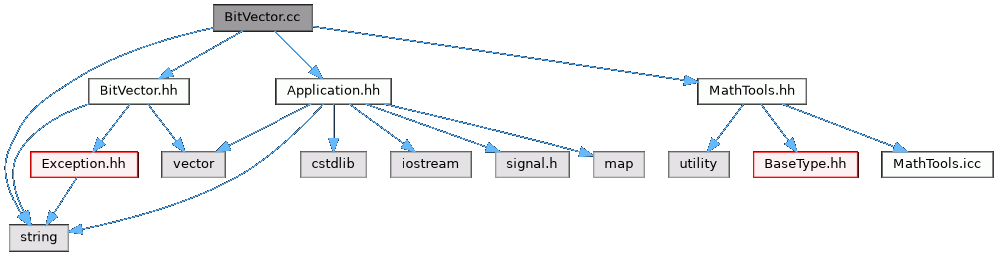 BitVector.cc
BitVector.hh
Application.hh
MathTools.hh
Exception.hh
vector
cstdlib
iostream
signal.h
map
utility
BaseType.hh
MathTools.icc
string